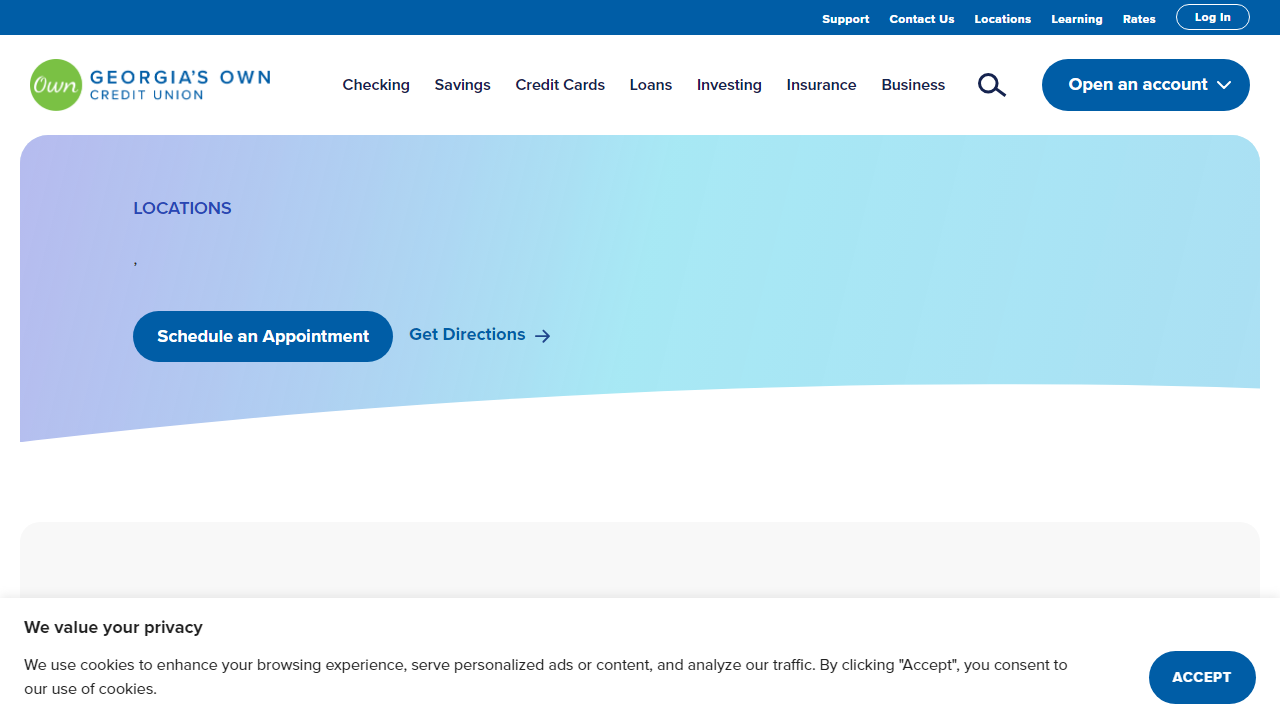 Support Contact Us Locations Learning Rates Log In
Own GEORGIA'S OWN
CREDIT UNION
Checking Savings Credit Cards Loans Investing Insurance Business Open an account
LOCATIONS
,
Schedule an Appointment Get Directions
We value your privacy
We use cookies to enhance your browsing experience, serve personalized ads or content, and analyze our traffic. By clicking "Accept", you consent to
our use of cookies.
ACCEPT